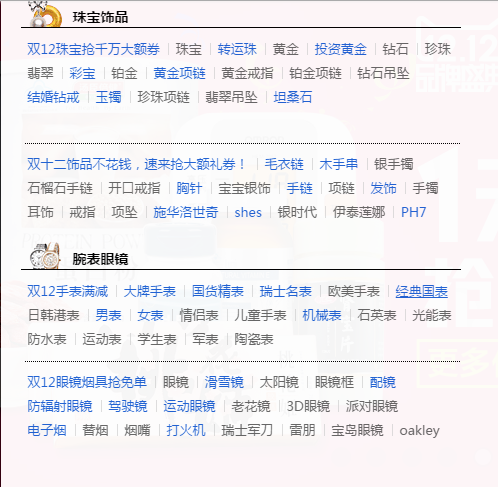 珠宝饰品
双12珠宝抢千万大额券 珠宝 转运珠 黄金 投资黄金 钻石 珍珠
翡翠 彩宝 铂金 黄金项链 黄金戒指 铂金项链 钻石吊坠
结婚钻戒 玉镯 珍珠项链 翡翠吊坠 坦桑石
双十二饰品不花钱，速来抢大额礼券！ 毛衣链 木手串 银手镯
石榴石手链 开口戒指 胸针 宝宝银饰 手链 项链 发饰 手镯
耳饰 戒指 项坠 施华洛世奇 shes 银时代 伊泰莲娜 PH7
腕表眼镜
双12手表满减 大牌手表 国货精表 瑞士名表 欧美手表 经典国表
日韩港表 男表 女表 情侣表 儿童手表 机械表 石英表 光能表
防水表 运动表 学生表 军表 陶瓷表
双12眼镜烟具抢免单 眼镜 滑雪镜 太阳镜 眼镜框 配镜
防辐射眼镜 驾驶镜 运动眼镜 老花镜 3D眼镜 派对眼镜
电子烟 替烟 烟嘴 打火机 瑞士军刀 雷朋 宝岛眼镜 oakley